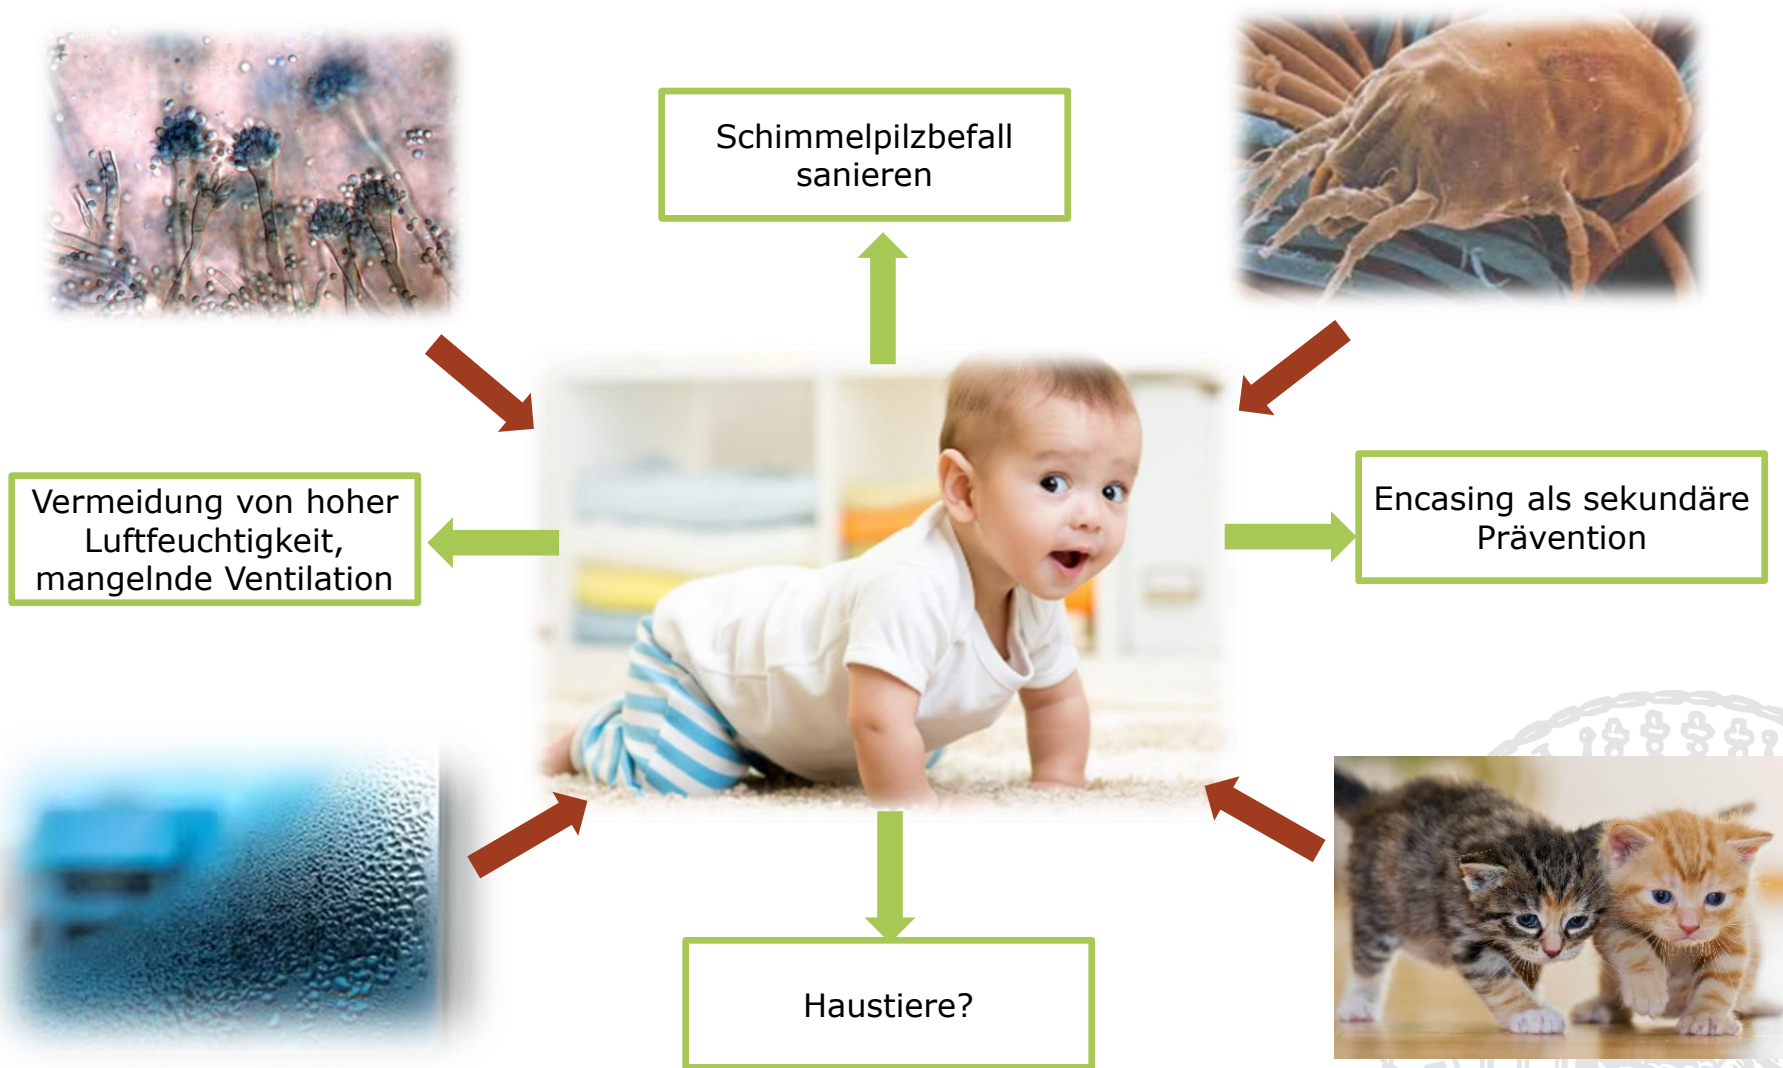 Schimmelpilzbefall
sanieren
Vermeidung von hoher
Luftfeuchtigkeit,
mangelnde Ventilation
Encasing als sekundäre
Prävention
Haustiere?